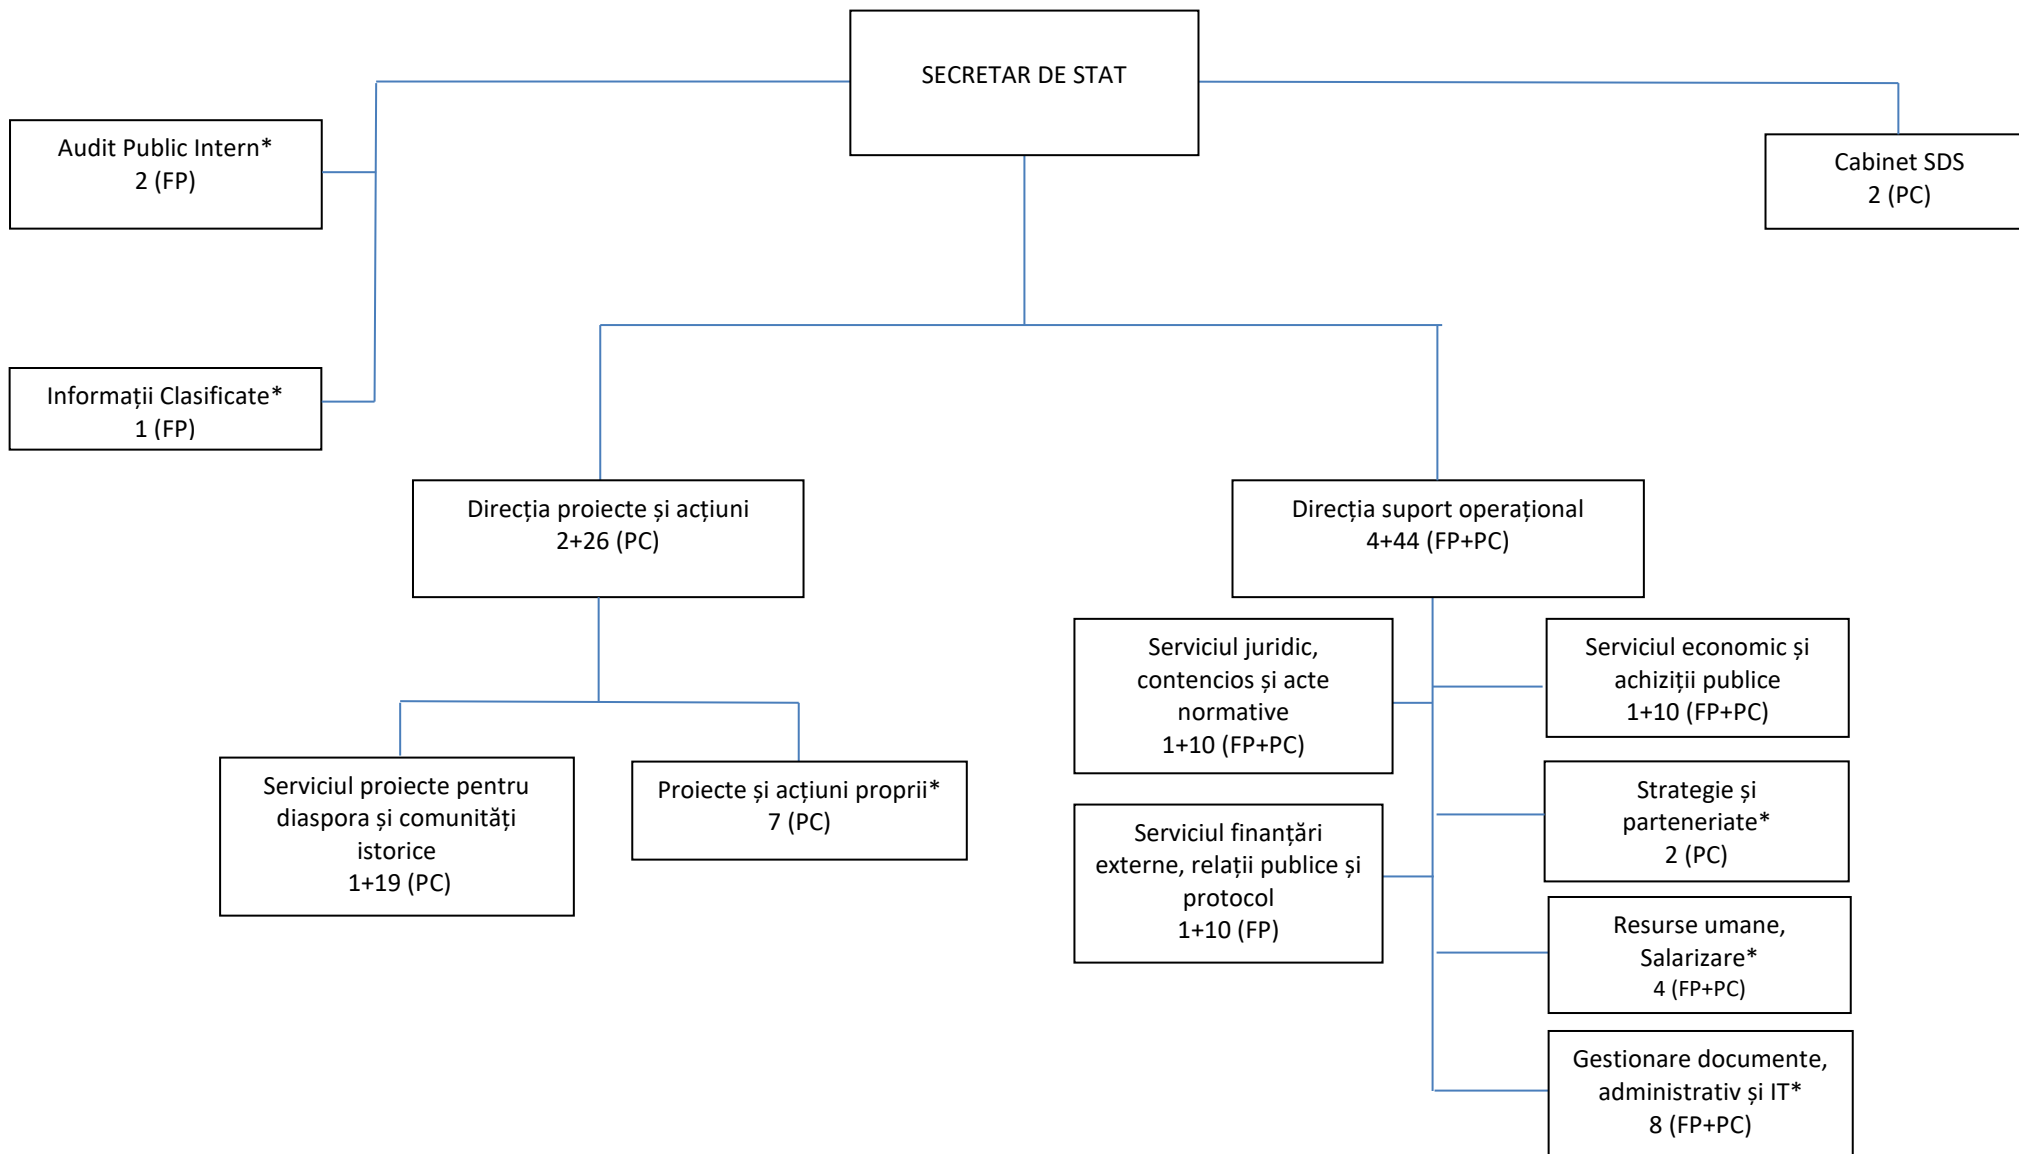 SECRETAR DE STAT
Audit Public Intern*
2 (FP)
Cabinet SDS
2 (PC)
Informații Clasificate*
1 (FP)
Direcția proiecte și acțiuni
2+26 (PC)
Direcția suport operațional
4+44 (FP+PC)
Serviciul proiecte pentru
diaspora și comunități
istorice
1+19 (PC)
Proiecte și acțiuni proprii*
7 (PC)
Serviciul juridic,
contencios și acte
normative
1+10 (FP+PC)
Serviciul finanțări
externe, relații publice și
protocol
1+10 (FP)
Serviciul economic și
achiziții publice
1+10 (FP+PC)
Strategie și
parteneriate*
2 (PC)
Resurse umane,
Salarizare*
4 (FP+PC)
Gestionare documente,
administrativ și IT*
8 (FP+PC)